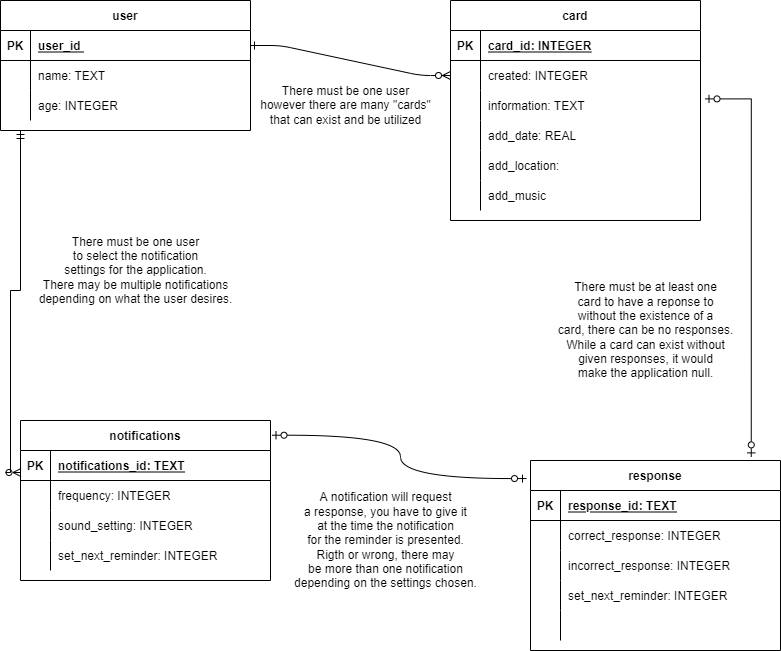 user
PK user_id
name: TEXT
age: INTEGER
card
PK card_id: INTEGER
created: INTEGER
information: TEXT
add_date: REAL
add_location:
add_music
There must be one user
however there are many "cards"
that can exist and be utilized
There must be one user
to select the notification
settings for the application.
There may be multiple notifications
depending on what the user desires.
There must be at least one
card to have a reponse to
without the existence of a
card, there can be no responses.
While a card can exist without
given responses, it would
make the application null.
notifications
PK notifications_id: TEXT
frequency: INTEGER
sound_setting: INTEGER
set_next_reminder: INTEGER
A notification will request
a response, you have to give it
at the time the notification
for the reminder is presented.
Rigth or wrong, there may
be more than one notification
depending on the settings chosen.
response
PK response_id: TEXT
correct_response: INTEGER
incorrect_response: INTEGER
set_next_reminder: INTEGER